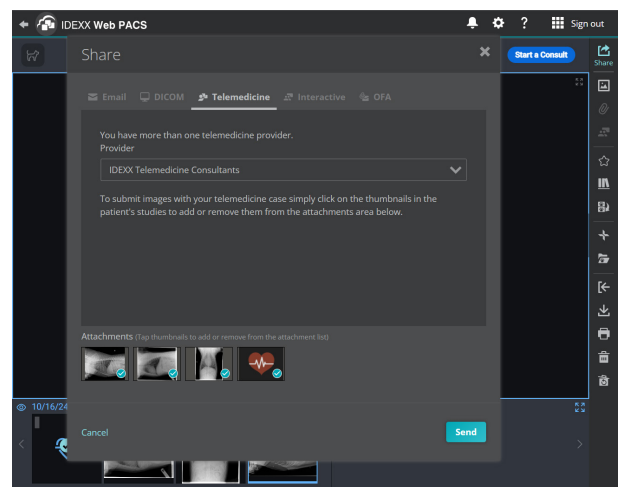 IDEXX Web PACS
?
Sign out
Share
Start a Consult
Share
Email
DICOM
Telemedicine
Interactive
OFA
You have more than one telemedicine provider.
Provider
IDEXX Telemedicine Consultants
To submit images with your telemedicine case simply click on the thumbnails in the
patient's studies to add or remove them from the attachments area below.
Attachments (Tap thumbnails to add or remove from the attachment list)
10/16/24
Cancel
Send